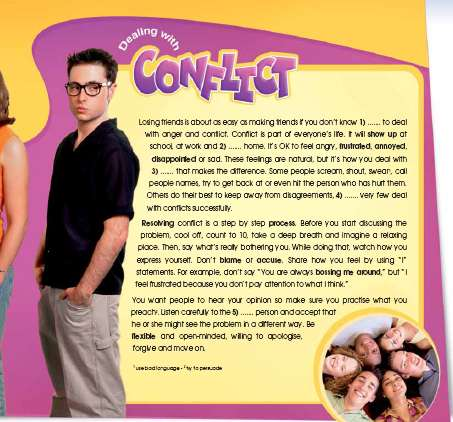 Dealing with
CONFLICT
Losing friends is about as easy as making friends if you don't know 1) ....... to deal
with anger and conflict. Conflict is part of everyone's life. It will show up at
school, at work and 2) ....... home. It's OK to feel angry, frustrated, annoyed,
disappointed or sad. These feelings are natural, but it's how you deal with
3) ....... that makes the difference. Some people scream, shout, swear¹, call
people names, try to get back at or even hit the person who has hurt them.
Others do their best to keep away from disagreements, 4) ....... very few deal
with conflicts successfully.
Resolving conflict is a step by step process. Before you start discussing the
problem, cool off, count to 10, take a deep breath and imagine a relaxing
place. Then, say what's really bothering you. While doing that, watch how you
express yourself. Don't blame or accuse. Share how you feel by using "I"
statements. For example, don't say "You are always bossing me around," but "I
feel frustrated because you don't pay attention to what I think."
You want people to hear your opinion so make sure you practise what you
preach². Listen carefully to the 5) ....... person and accept that
he or she might see the problem in a different way. Be
flexible and open-minded, willing to apologise,
forgive and move on.
¹ use bad language - ² try to persuade